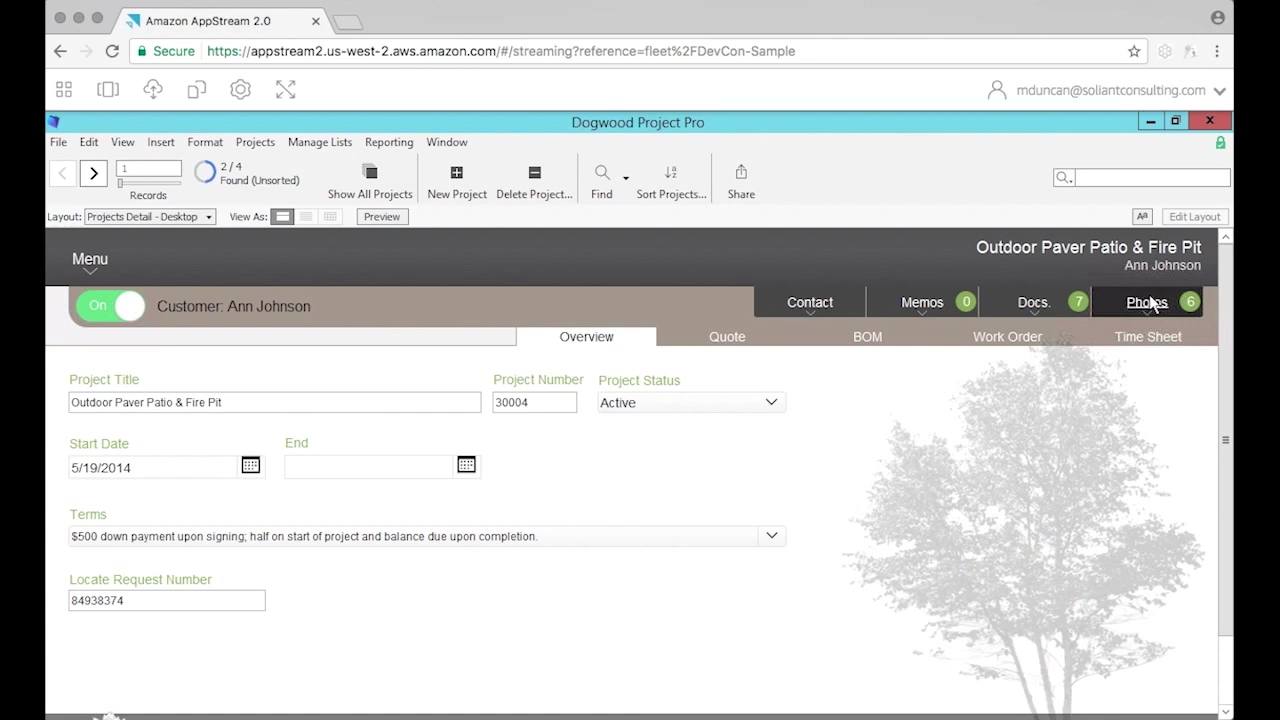 Amazon AppStream 2.0
Secure https://appstream2.us-west-2.aws.amazon.com/#/streaming?reference=fleet%2FDevCon-Sample
mduncan@soliantconsulting.com
Dogwood Project Pro
File Edit View Insert Format Projects Manage Lists Reporting Window
1
2 / 4
Found (Unsorted)
Records
Show All Projects New Project Delete Project... Find Sort Projects... Share
Layout: Projects Detail - Desktop View As: Preview Aª Edit Layout
Menu
Outdoor Paver Patio & Fire Pit
Ann Johnson
On Customer: Ann Johnson
Contact Memos 0 Docs. 7 Photos 6
Overview Quote BOM Work Order Time Sheet
Project Title Project Number Project Status
Outdoor Paver Patio & Fire Pit 30004 Active
Start Date End
5/19/2014
Terms
$500 down payment upon signing; half on start of project and balance due upon completion.
Locate Request Number
84938374